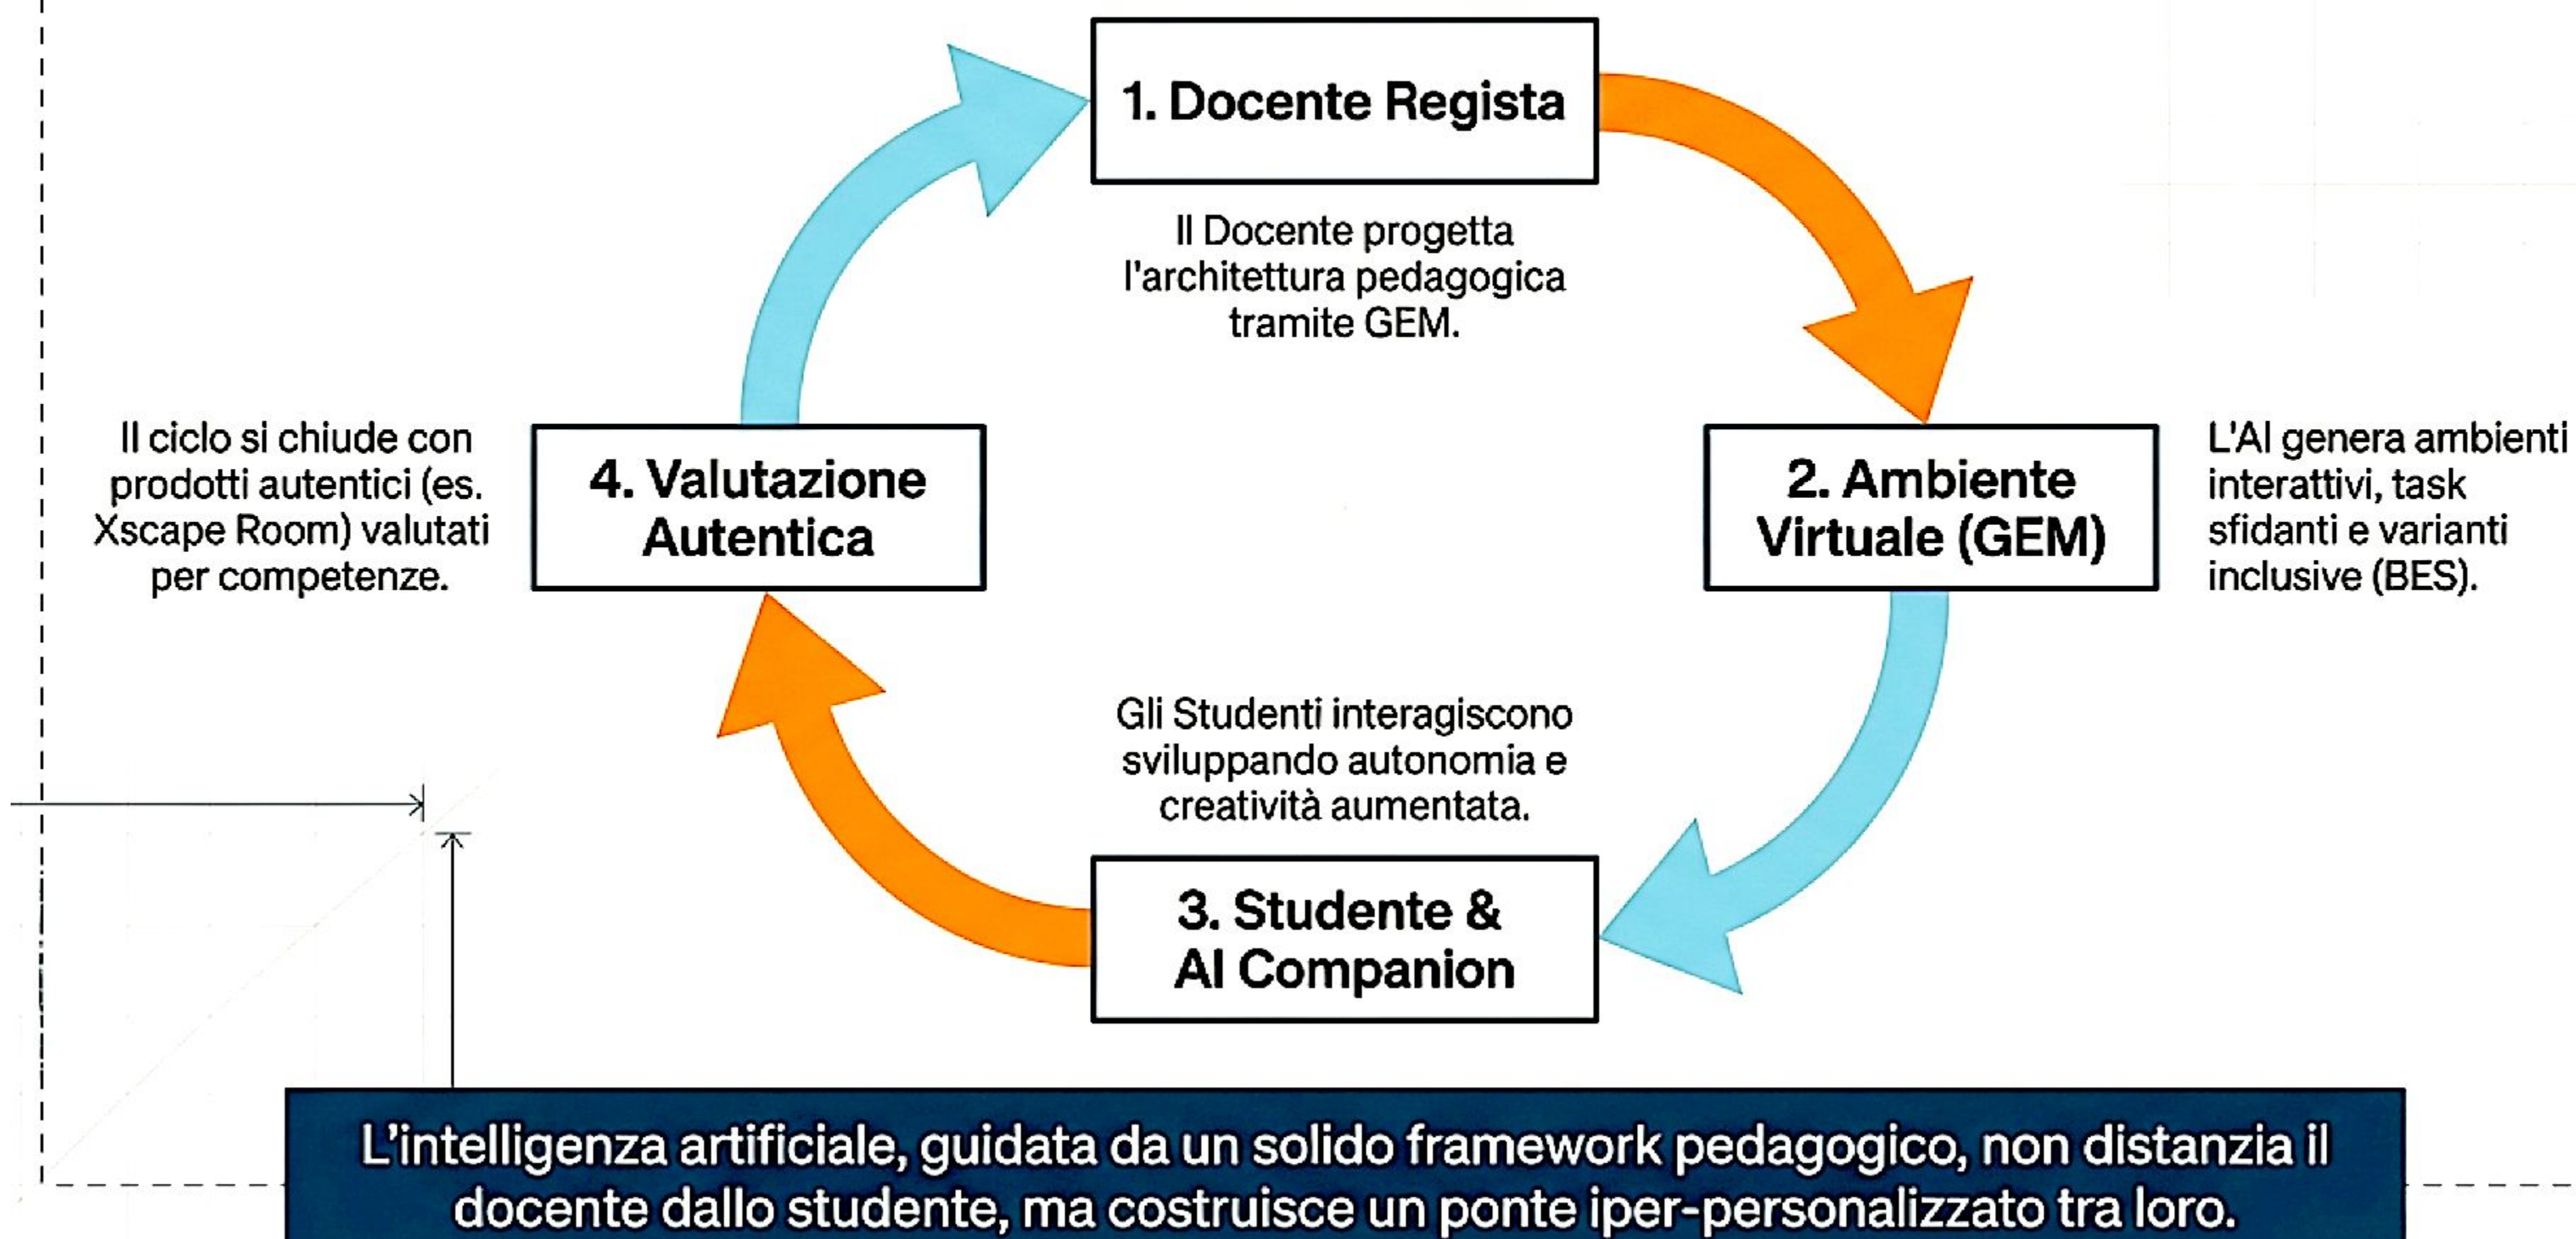 1. Docente Regista
Il Docente progetta
l'architettura pedagogica
tramite GEM.
2. Ambiente
Virtuale (GEM)
L'AI genera ambienti
interattivi, task
sfidanti e varianti
inclusive (BES).
Gli Studenti interagiscono
sviluppando autonomia e
creatività aumentata.
3. Studente &
AI Companion
4. Valutazione
Autentica
Il ciclo si chiude con
prodotti autentici (es.
Xscape Room) valutati
per competenze.
L'intelligenza artificiale, guidata da un solido framework pedagogico, non distanzia il
docente dallo studente, ma costruisce un ponte iper-personalizzato tra loro.